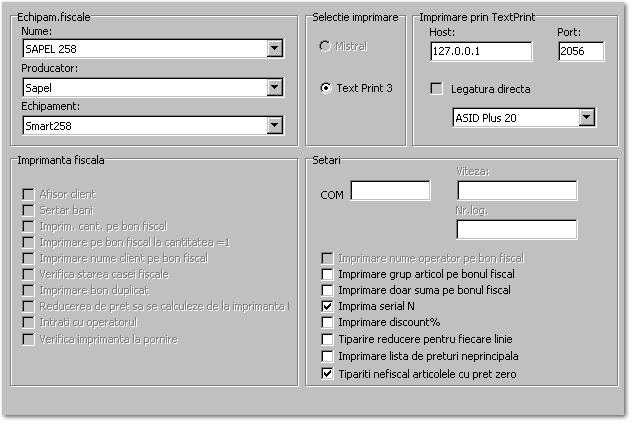 Echipam.fiscale
Nume:
SAPEL 258
Producator:
Sapel
Echipament:
Smart258
Selectie imprimare
Mistral
Text Print 3
Imprimare prin TextPrint
Host:
Port:
127.0.0.1
2056
Legatura directa
ASID Plus 20
Imprimanta fiscala
Afisor client
Sertar bani
Imprim. cant. pe bon fiscal
Imprimare pe bon fiscal la cantitatea =1
Imprimare nume client pe bon fiscal
Verifica starea casei fiscale
Imprimare bon duplicat
Reducerea de pret sa se calculeze de la imprimanta
Intrati cu operatorul
Verifica imprimanta la pornire
Setari
COM
Viteza:
Nr.log.
Imprimare nume operator pe bon fiscal
Imprimare grup articol pe bonul fiscal
Imprimare doar suma pe bonul fiscal
Imprima serial N
Imprimare discount%
Tiparire reducere pentru fiecare linie
Imprimare lista de preturi neprincipala
Tipariti nefiscal articolele cu pret zero